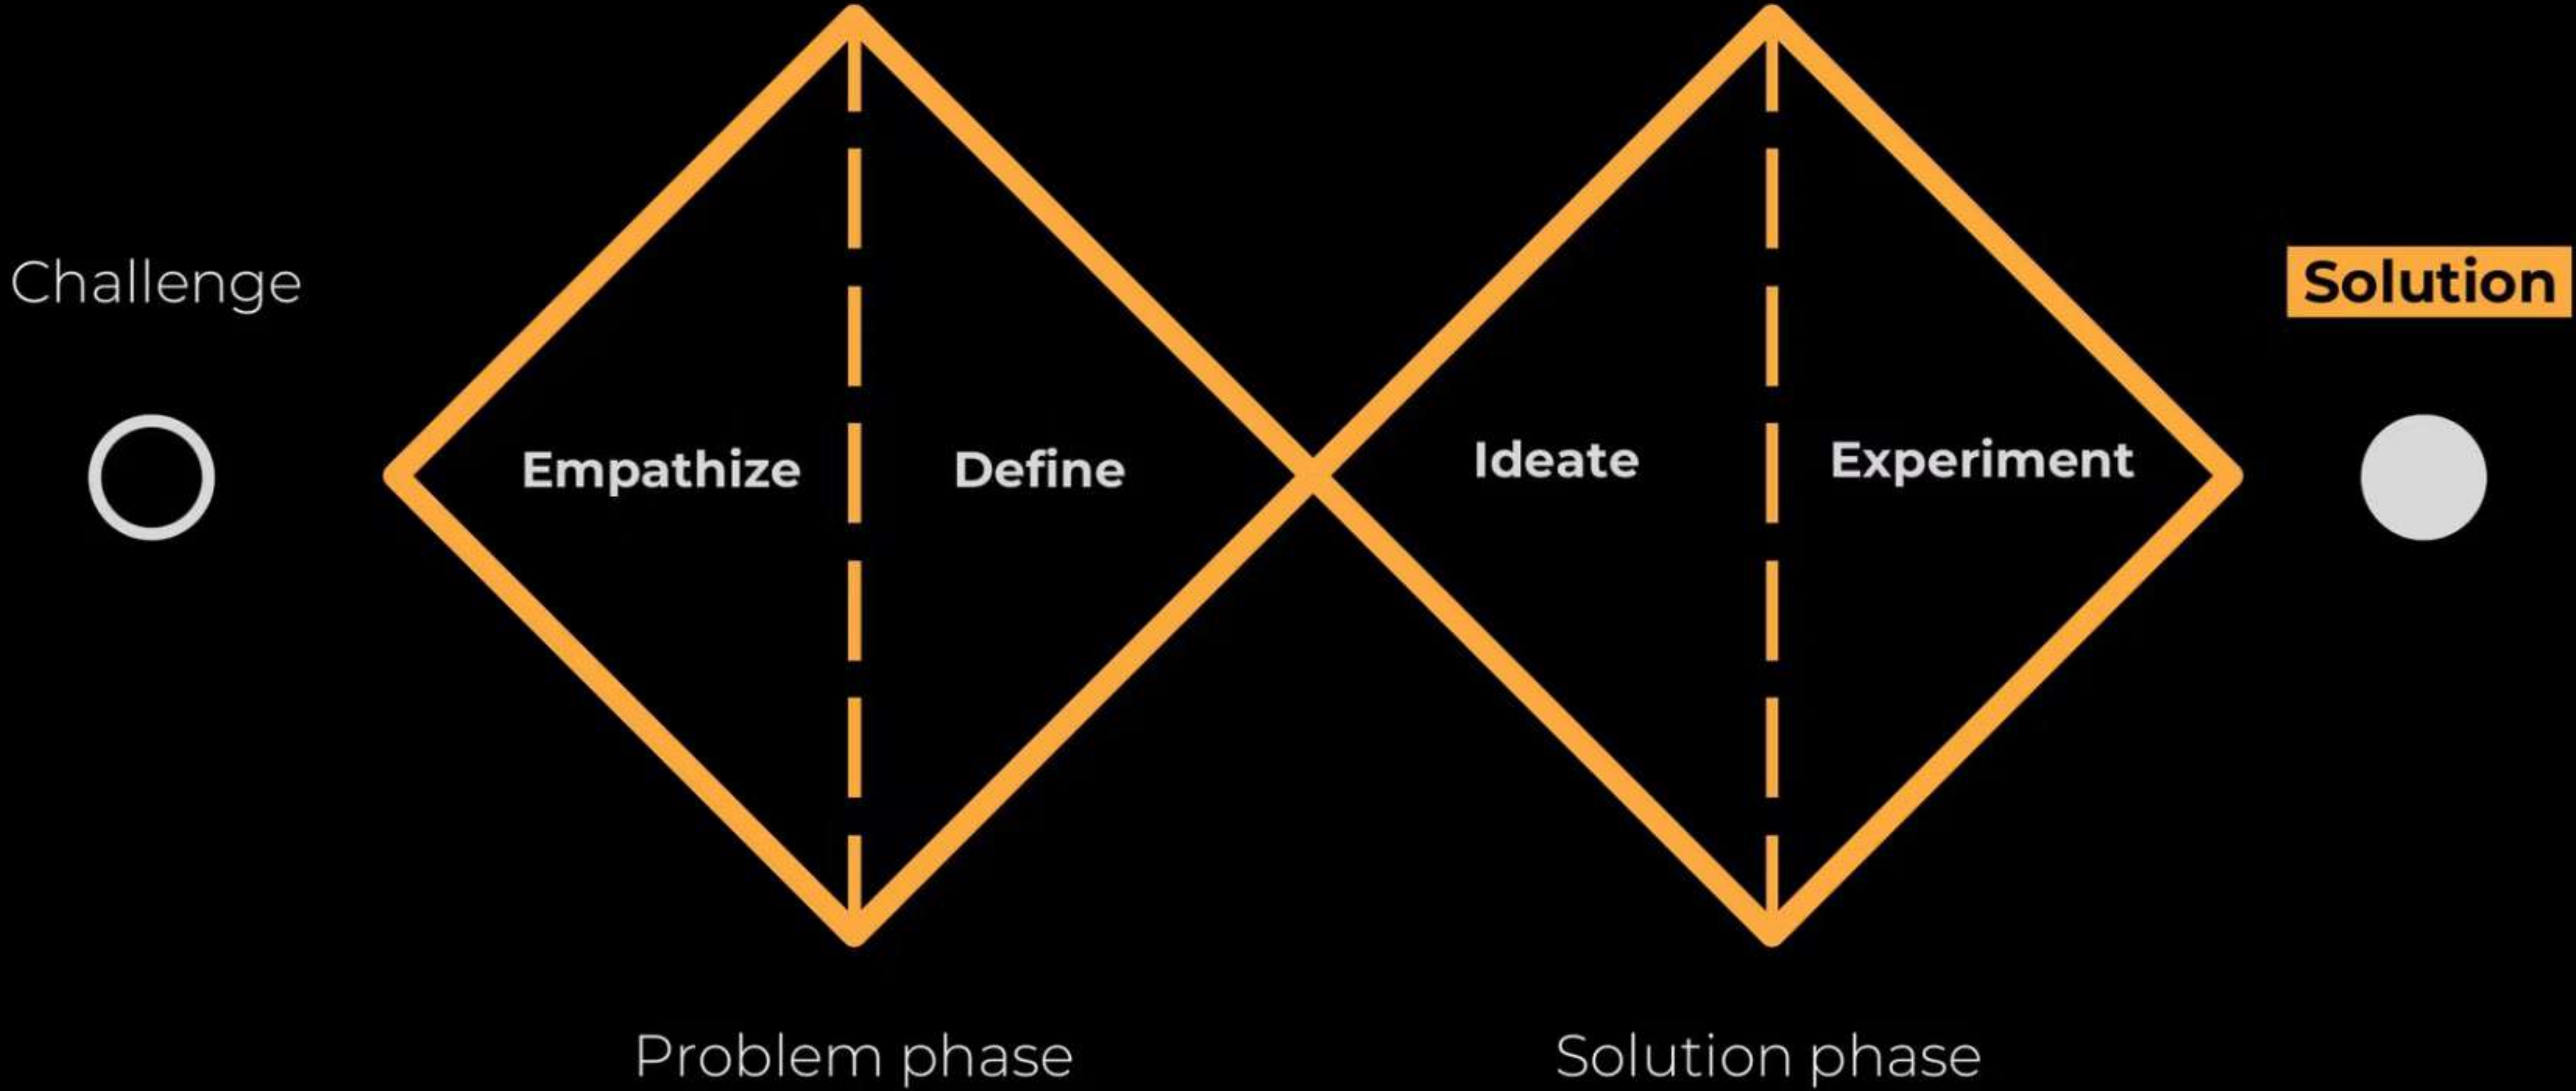 Challenge
Solution
Empathize
Define
Ideate
Experiment
Problem phase
Solution phase